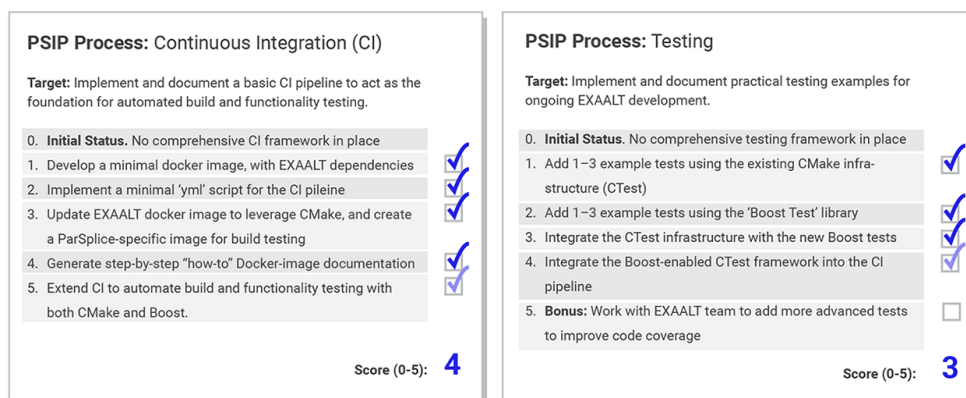 PSIP Process: Continuous Integration (CI)
Target: Implement and document a basic CI pipeline to act as the
foundation for automated build and functionality testing.
0. Initial Status. No comprehensive CI framework in place
1. Develop a minimal docker image, with EXAALT dependencies
2. Implement a minimal ‘yml’ script for the CI pileine
3. Update EXAALT docker image to leverage CMake, and create
a ParSplice-specific image for build testing
4. Generate step-by-step “how-to” Docker-image documentation
5. Extend CI to automate build and functionality testing with
both CMake and Boost.
Score (0-5): 4
PSIP Process: Testing
Target: Implement and document practical testing examples for
ongoing EXAALT development.
0. Initial Status. No comprehensive testing framework in place
1. Add 1–3 example tests using the existing CMake infra-
structure (CTest)
2. Add 1–3 example tests using the ‘Boost Test’ library
3. Integrate the CTest infrastructure with the new Boost tests
4. Integrate the Boost-enabled CTest framework into the CI
pipeline
5. Bonus: Work with EXAALT team to add more advanced tests
to improve code coverage
Score (0-5): 3